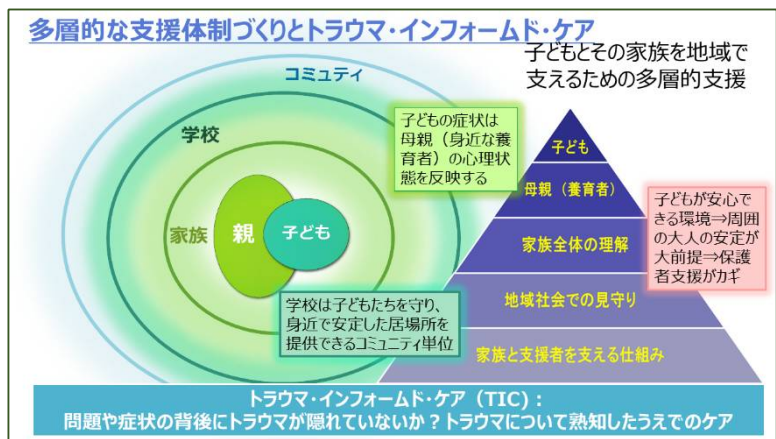 多層的な支援体制づくりとトラウマ・インフォームド・ケア
コミュティ
学校
家族
親
子ども
子どもの症状は
母親（身近な養
育者）の心理状
態を反映する
学校は子どもたちを守り、
身近で安定した居場所を
提供できるコミュニティ単位
子どもとその家族を地域で
支えるための多層的支援
子ども
母親（養育者）
家族全体の理解
地域社会での見守り
家族と支援者を支える仕組み
子どもが安心で
きる環境⇒周囲
の大人の安定が
大前提⇒保護
者支援がカギ
トラウマ・インフォームド・ケア（TIC）：
問題や症状の背後にトラウマが隠れていないか？トラウマについて熟知したうえでのケア